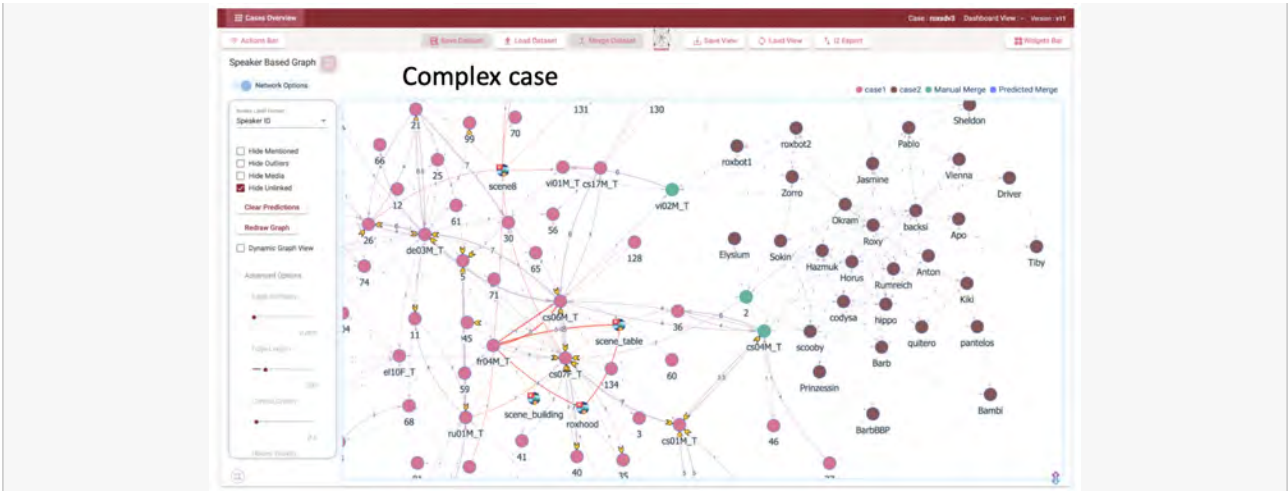 Cases Overview
Case : roxsdv3 Dashboard View Version : v11
Actions Bar
Save Dataset
Load Dataset
Merge Dataset
Save View
Load View
Export
Widgets Bar
Speaker Based Graph
Network Options
Complex case
case1 case2 Manual Merge Predicted Merge
Speaker ID
Hide Mentioned
Hide Outliers
Hide Media
Hide Unlinked
Clear Predictions
Redraw Graph
Dynamic Graph View
Advanced Options
131
130
Sheldon
21
99
70
roxbot2
Pablo
66
25
scene8
vi01M_T
cs17M_T
roxbot1
Jasmine
Vienna
Driver
12
61
vi02M_T
Zorro
26
de03M_T
30
56
Okram
backsi
Apo
Roxy
5
65
128
Elysium
Sokin
Hazmuk
Horus
Anton
Tiby
74
71
Rumreich
Kiki
cs06M_T
36
2
codysa
hippo
11
45
scene_table
cs04M_T
scooby
quitero
pantelos
el10F_T
fr04M_T
cs07F_T
134
60
Barb
59
Prinzessin
68
ru01M_T
scene_building
roxhood
3
cs01M_T
46
BarbBBP
Bambi
41
40
35